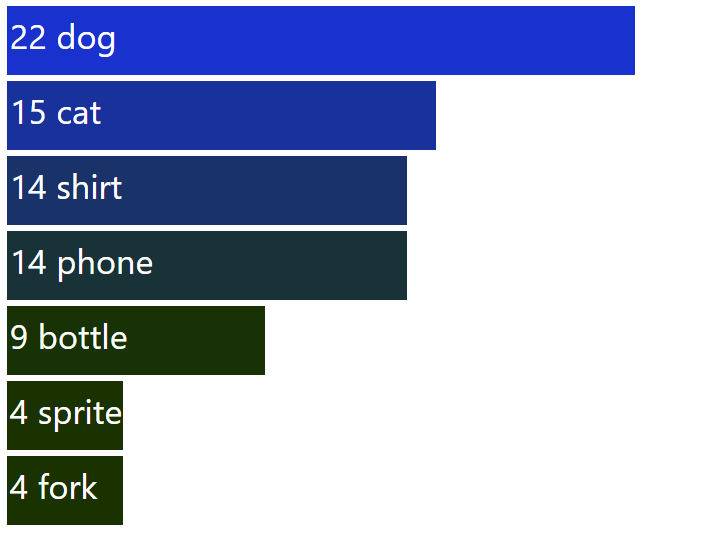 22 dog
15 cat
14 shirt
14 phone
9 bottle
4 sprite
4 fork